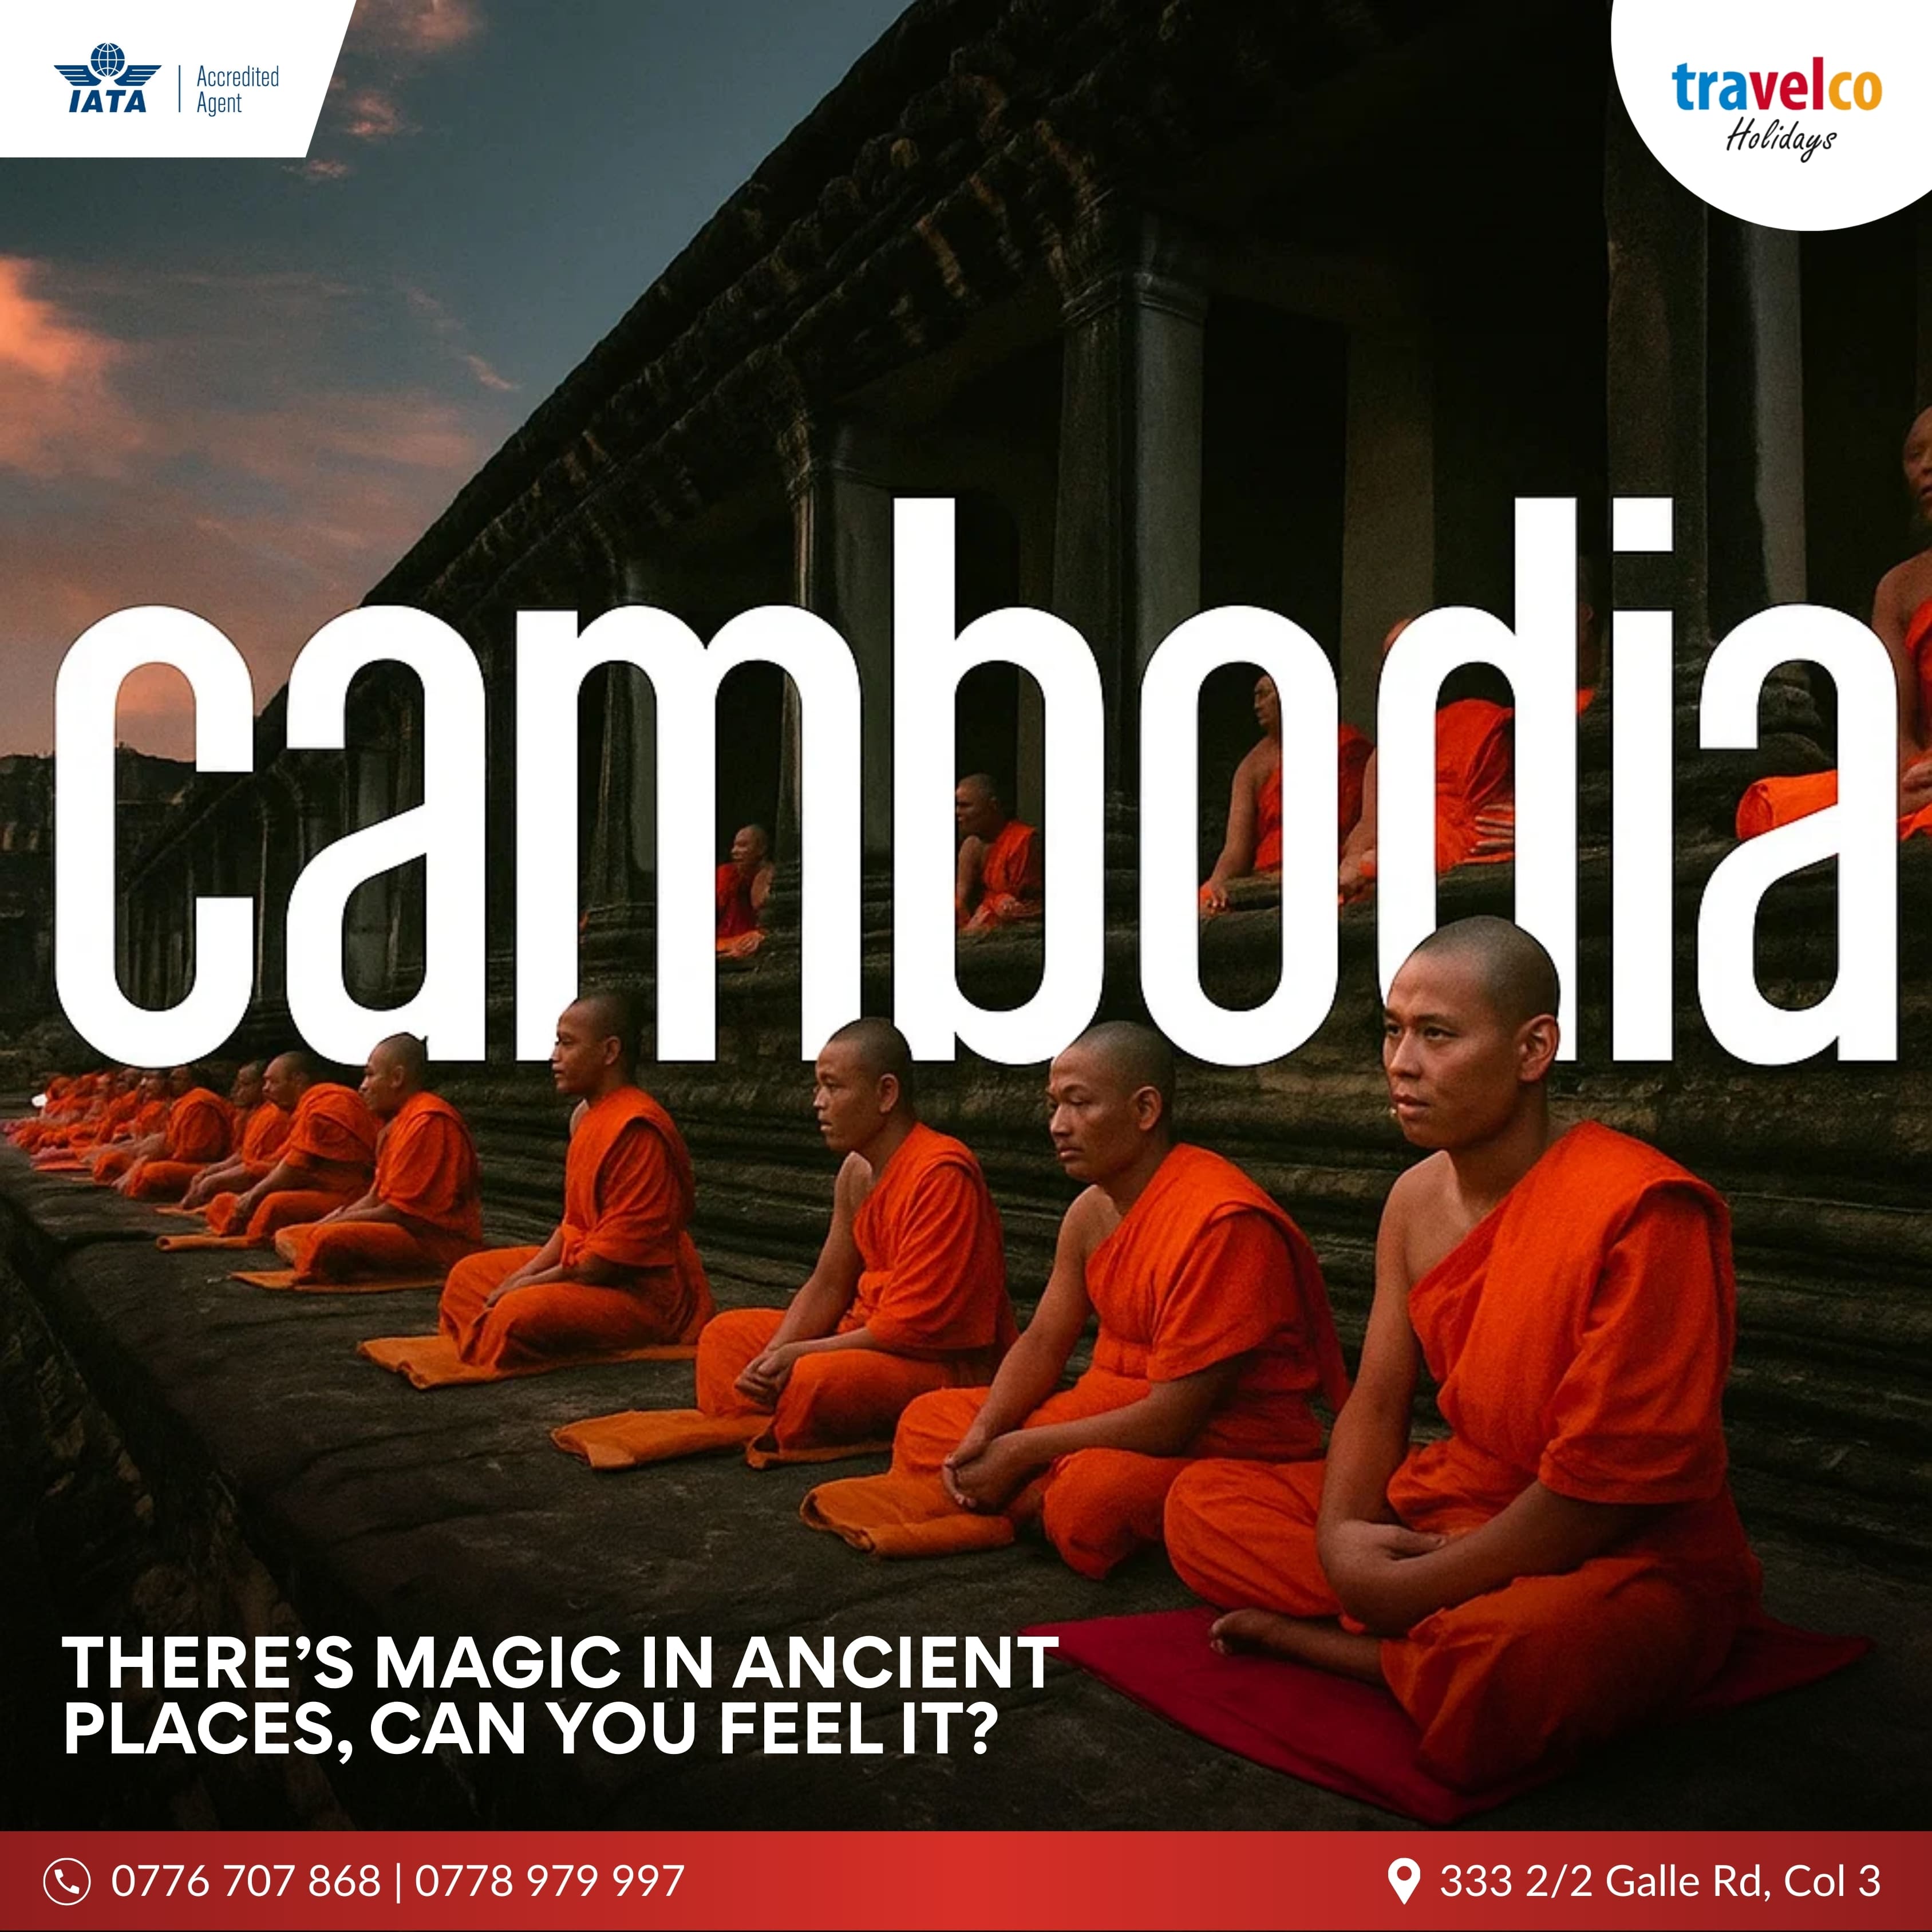 IATA
Accredited
Agent
travelco
Holidays
cambodia
THERE’S MAGIC IN ANCIENT
PLACES, CAN YOU FEEL IT?
0776 707 868 | 0778 979 997
333 2/2 Galle Rd, Col 3